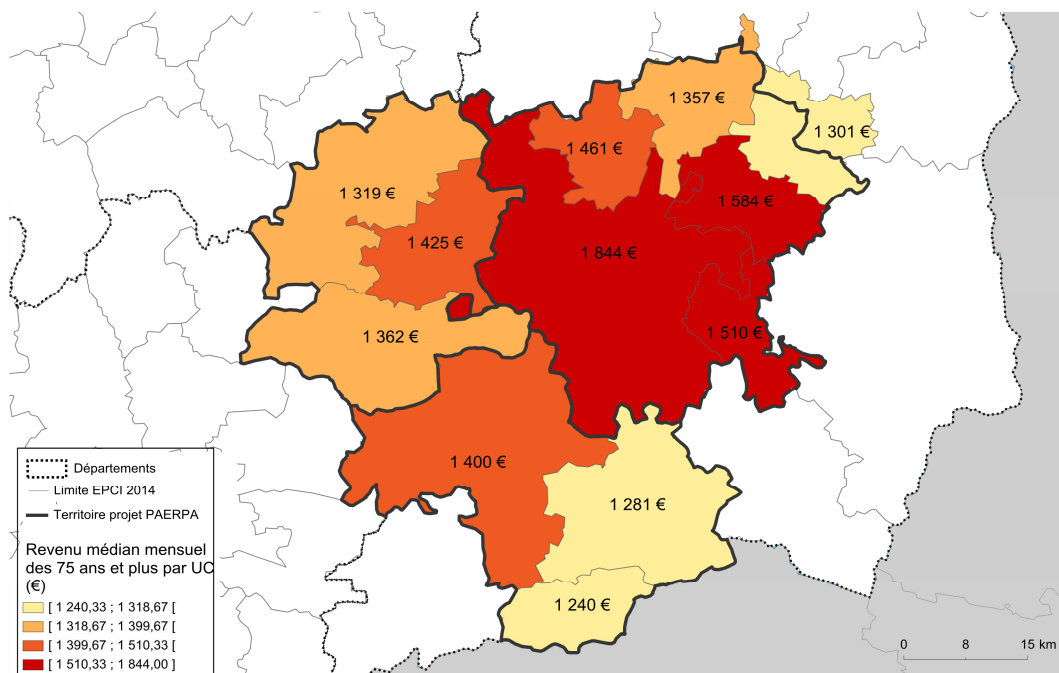 1 357 €
1 301 €
1 461 €
1 319 €
1 584 €
1 425 €
1 844 €
1 510 €
1 362 €
1 400 €
1 281 €
1 240 €
Départements
Limite EPCI 2014
Territoire projet PAERPA
Revenu médian mensuel
des 75 ans et plus par UC
(€)
[ 1 240,33 ; 1 318,67 [
[ 1 318,67 ; 1 399,67 [
[ 1 399,67 ; 1 510,33 [
[ 1 510,33 ; 1 844,00 ]
0 8 15 km